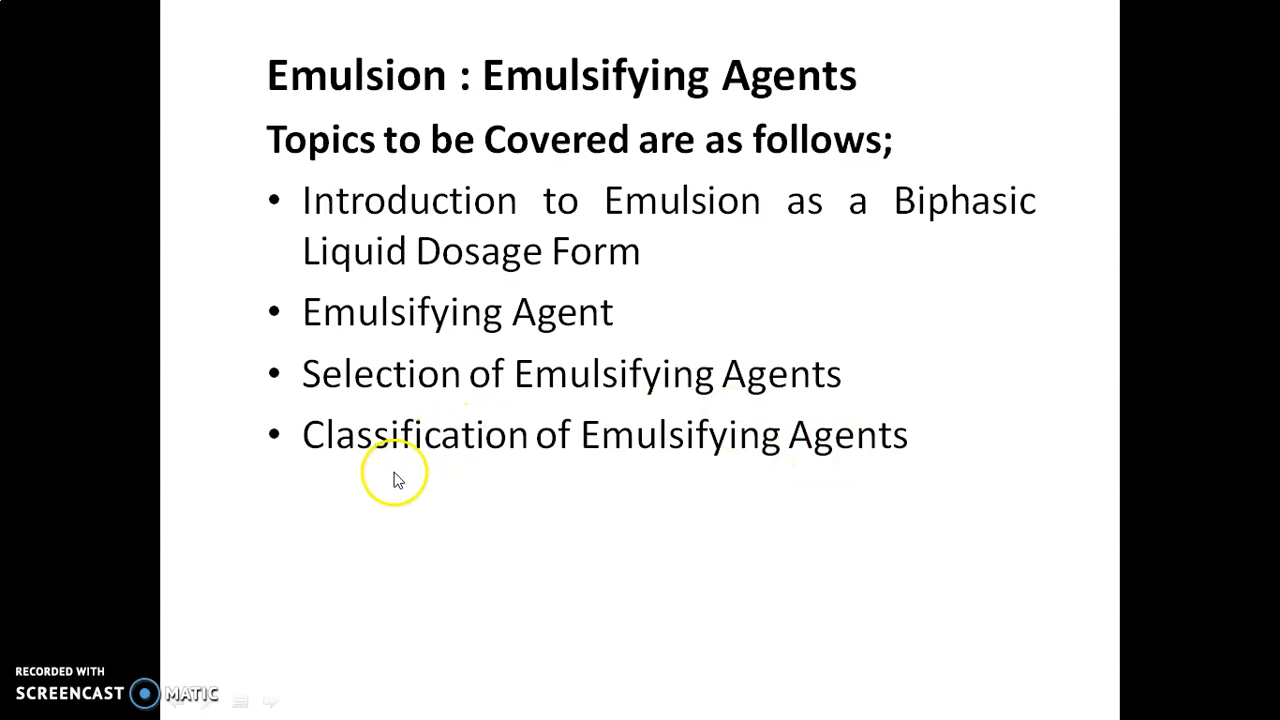 Emulsion : Emulsifying Agents
Topics to be Covered are as follows;
• Introduction to Emulsion as a Biphasic
Liquid Dosage Form
• Emulsifying Agent
• Selection of Emulsifying Agents
• Classification of Emulsifying Agents
RECORDED WITH
SCREENCAST MATIC